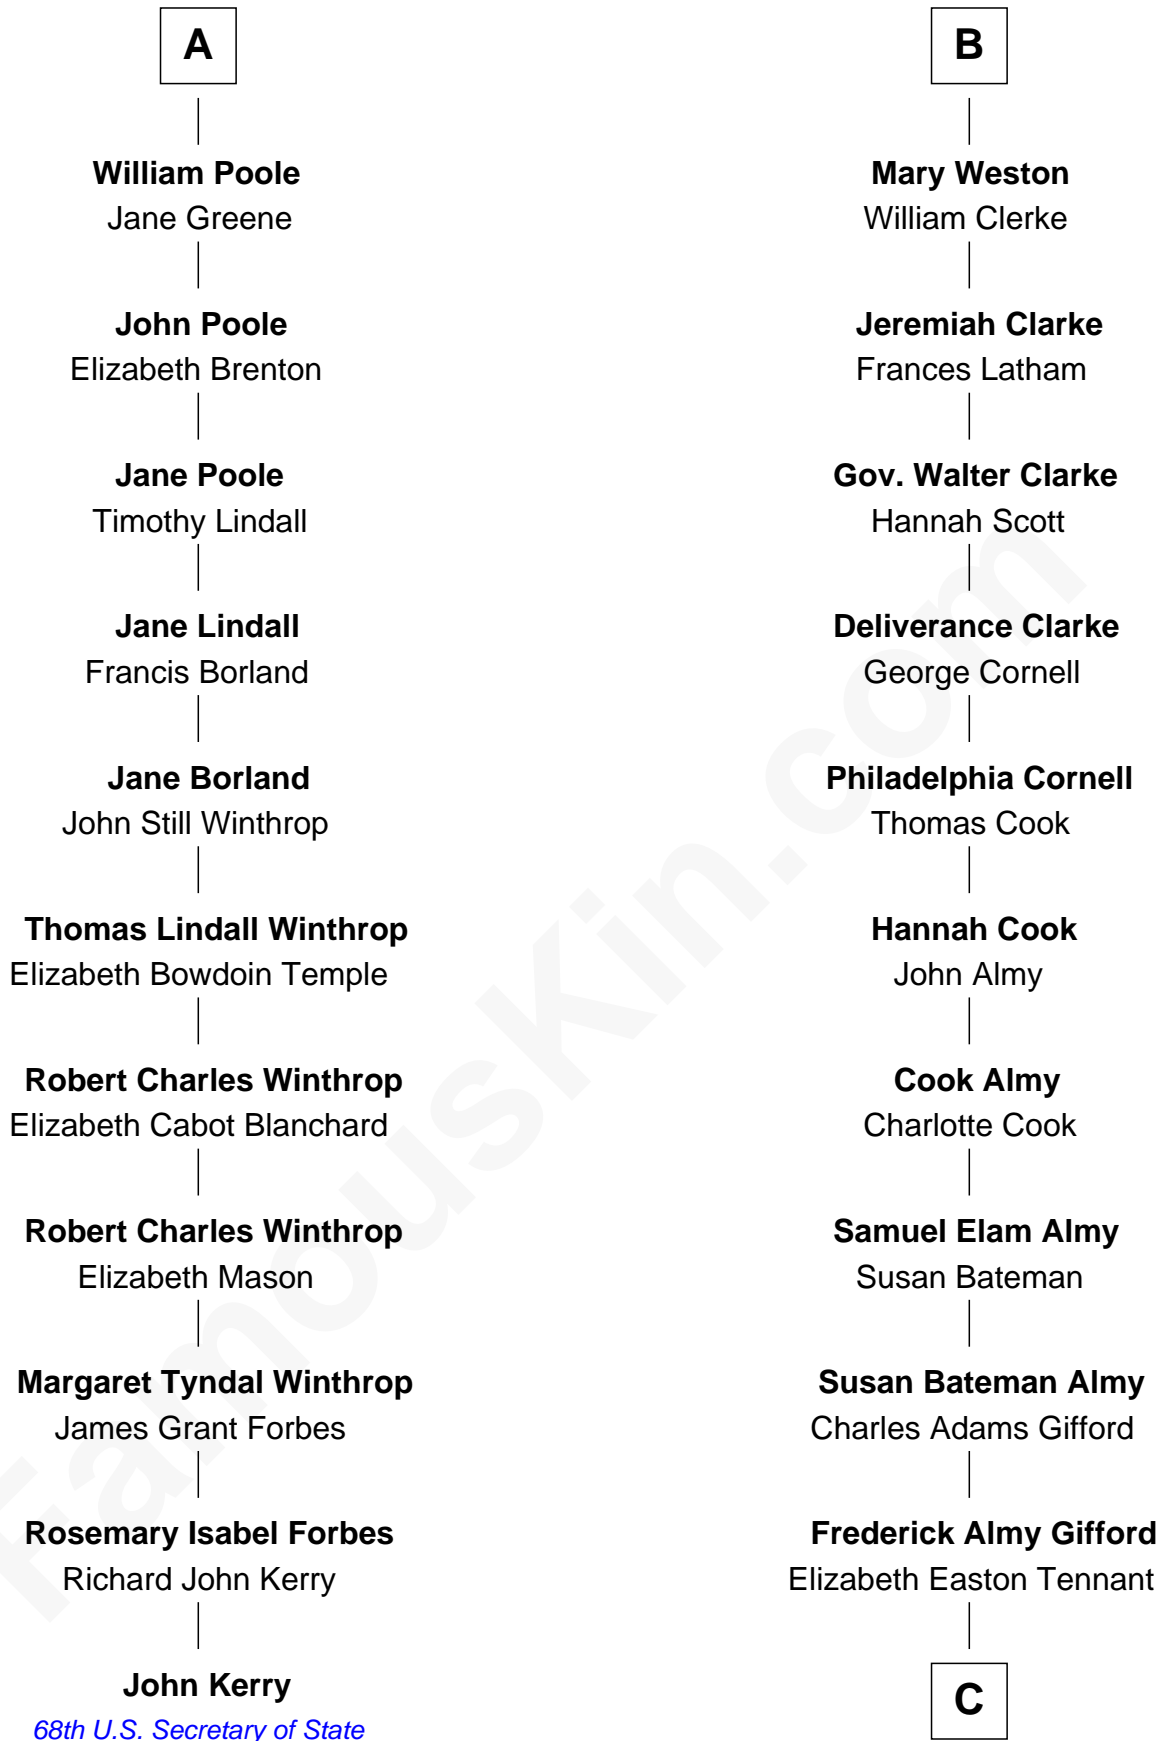 A
William Poole
Jane Greene
John Poole
Elizabeth Brenton
Jane Poole
Timothy Lindall
Jane Lindall
Francis Borland
Jane Borland
John Still Winthrop
Thomas Lindall Winthrop
Elizabeth Bowdoin Temple
Robert Charles Winthrop
Elizabeth Cabot Blanchard
Robert Charles Winthrop
Elizabeth Mason
Margaret Tyndal Winthrop
James Grant Forbes
Rosemary Isabel Forbes
Richard John Kerry
John Kerry
68th U.S. Secretary of State
B
Mary Weston
William Clerke
Jeremiah Clarke
Frances Latham
Gov. Walter Clarke
Hannah Scott
Deliverance Clarke
George Cornell
Philadelphia Cornell
Thomas Cook
Hannah Cook
John Almy
Cook Almy
Charlotte Cook
Samuel Elam Almy
Susan Bateman
Susan Bateman Almy
Charles Adams Gifford
Frederick Almy Gifford
Elizabeth Easton Tennant
C
FamousKin.com